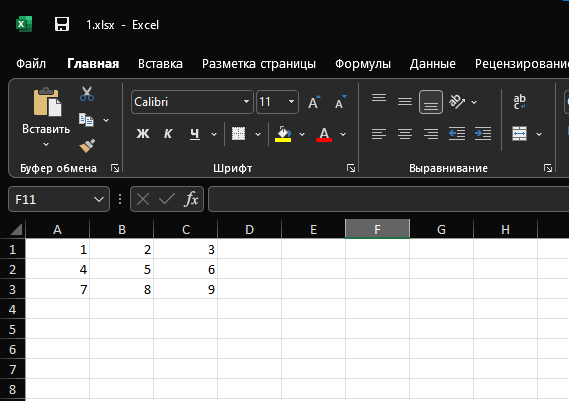 1.xlsx - Excel
Файл Главная Вставка Разметка страницы Формулы Данные Рецензировани
Вставить
Calibri 11
Ж К Ч
Буфер обмена Шрифт Выравнивание
F11 fx
A B C D E F G H
1 1 2 3
2 4 5 6
3 7 8 9
4
5
6
7
8